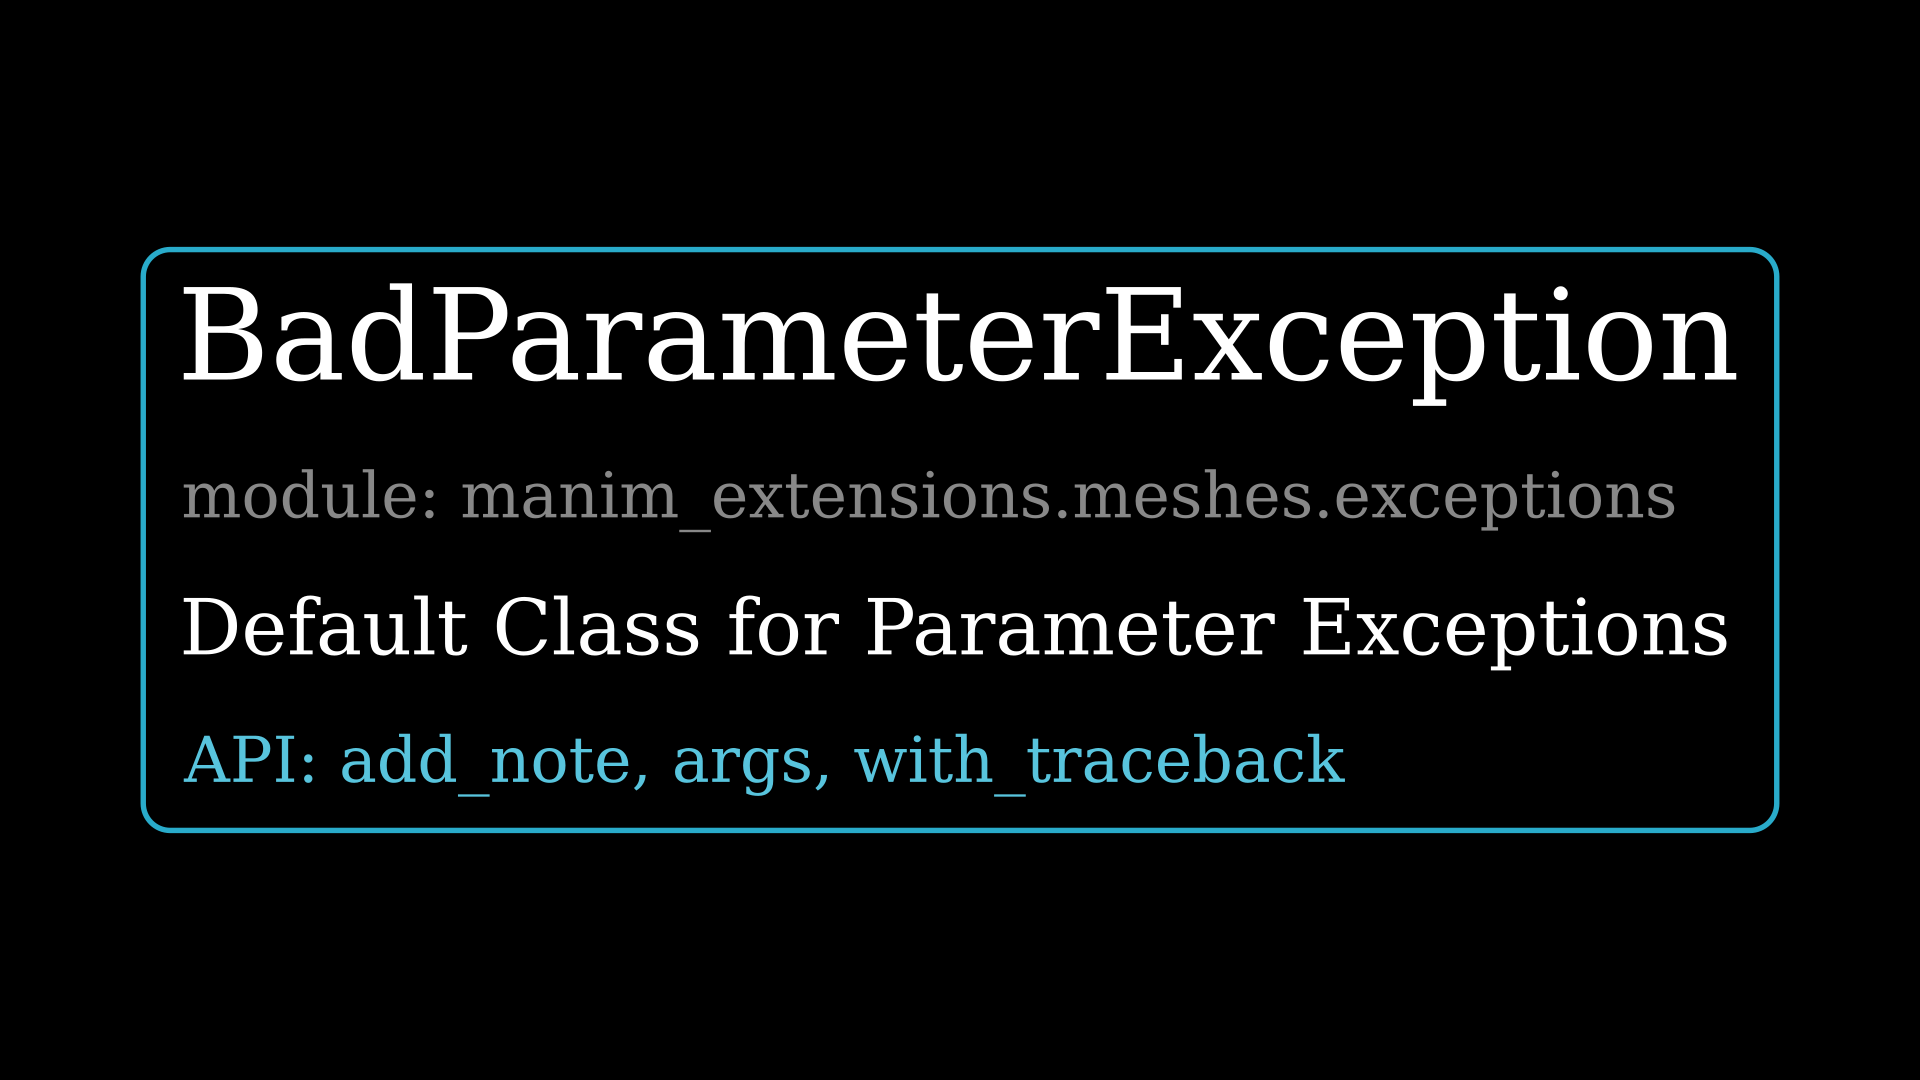 BadParameterException
module: manim_extensions.meshes.exceptions
Default Class for Parameter Exceptions
API: add_note, args, with_traceback